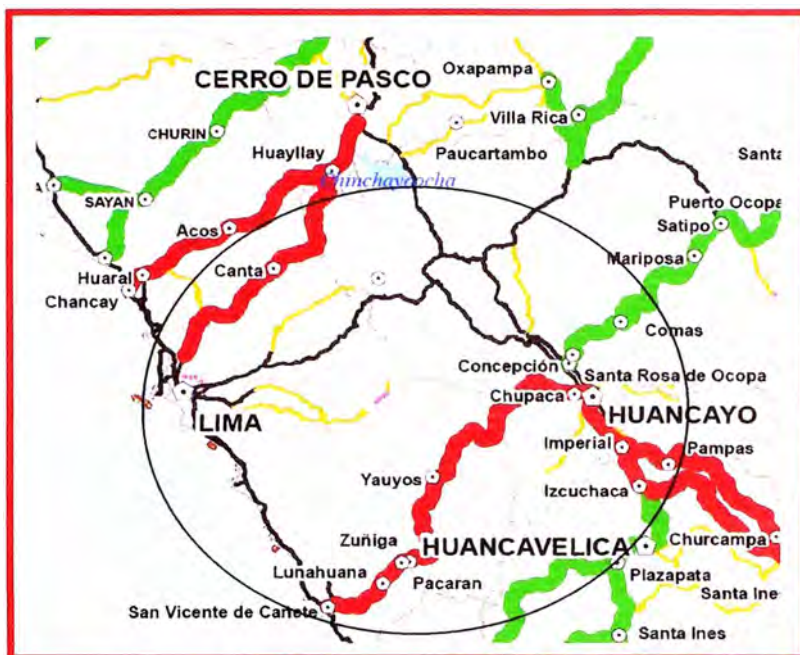 Oxapampa
CERRO DE PASCO
Villa Rica
CHURIN
Huayllay
Paucartambo
Santa
Chinchaycocha
Puerto Ocopa
SAYAN
Satipo
Acos
Mariposa
Huaral
Canta
Chancay
Comas
Concepción
Santa Rosa de Ocopa
Chupaca
LIMA
HUANCAYO
Imperial
Pampas
Yauyos
Izcuchaca
Zuñiga
HUANCAVELICA
Churcampa
Lunahuana
Pacaran
Plazapata
San Vicente de Cañete
Santa Ine
Santa Ines